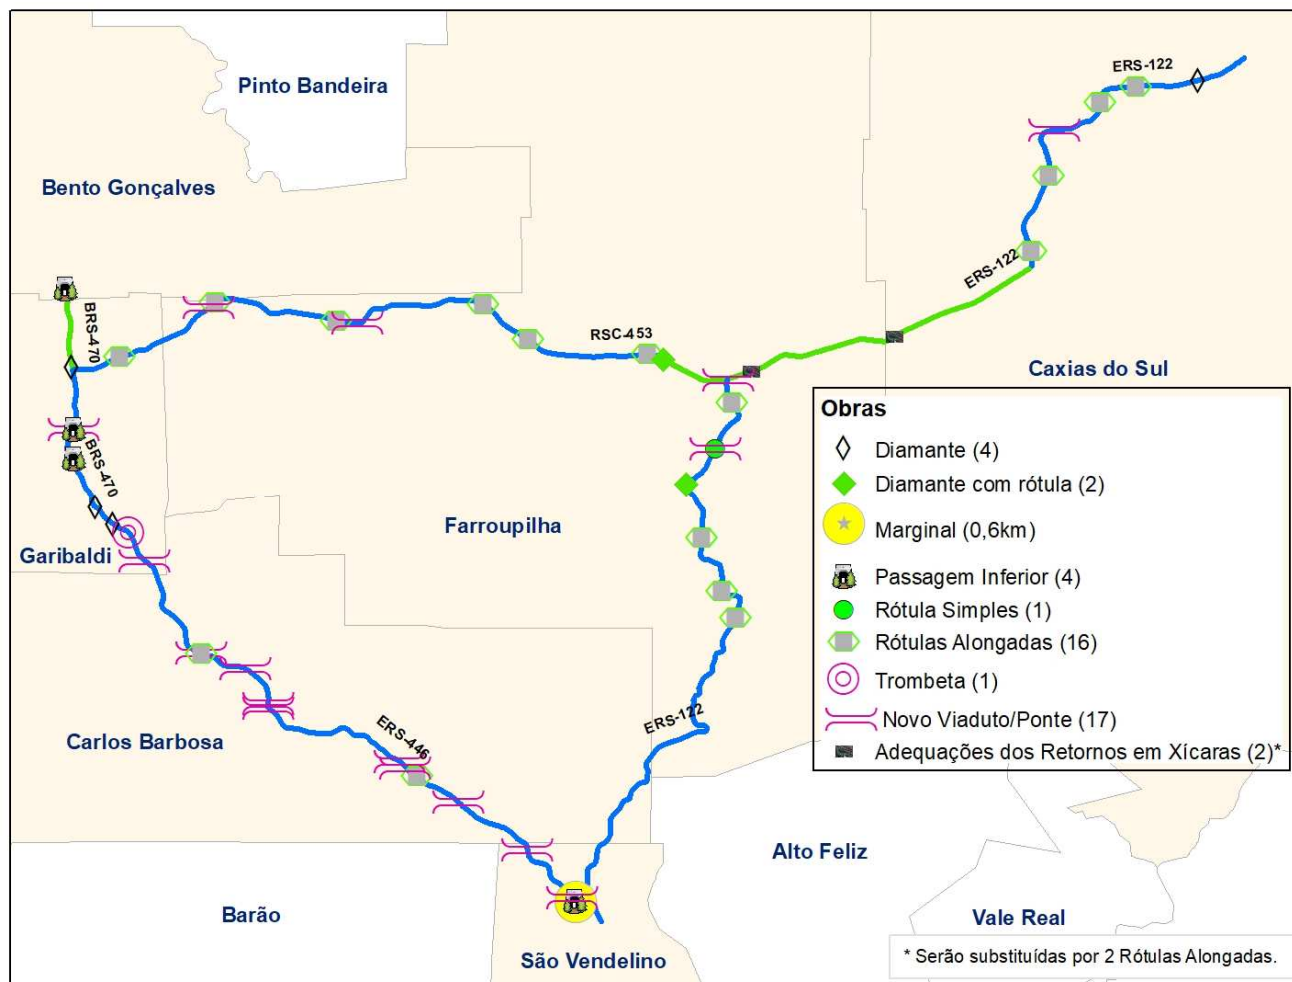 ERS-122
Pinto Bandeira
Bento Gonçalves
ERS-122
BRS-470
RSC-453
Caxias do Sul
Obras
Diamante (4)
Diamante com rótula (2)
Marginal (0,6km)
Passagem Inferior (4)
Rótula Simples (1)
Rótulas Alongadas (16)
Trombeta (1)
Novo Viaduto/Ponte (17)
Adequações dos Retornos em Xícaras (2)*
BRS-470
Farroupilha
Garibaldi
ERS-122
Carlos Barbosa
ERS-446
Alto Feliz
Barão
Vale Real
São Vendelino
* Serão substituídas por 2 Rótulas Alongadas.